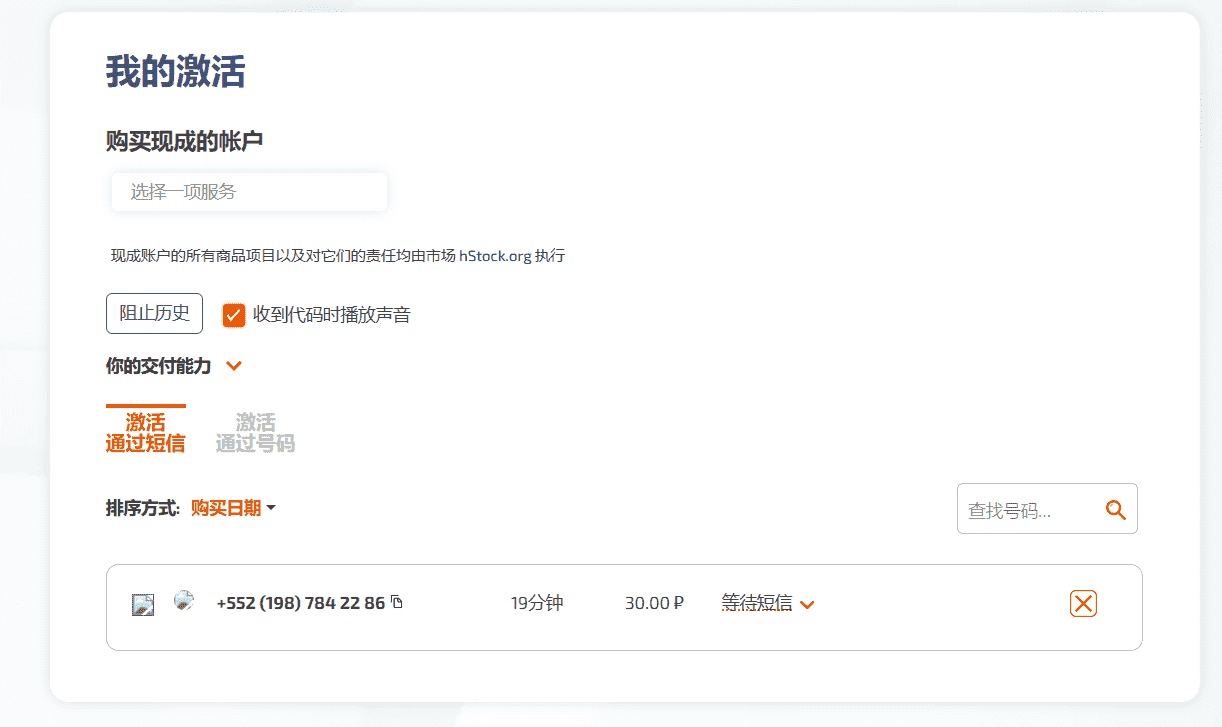 我的激活
购买现成的帐户
选择一项服务
现成账户的所有商品项目以及对它们的责任均由市场 hStock.org 执行
阻止历史 收到代码时播放声音
你的交付能力
激活
通过短信
激活
通过号码
排序方式: 购买日期
查找号码...
+552 (198) 784 22 86 19分钟 30.00 ₽ 等待短信